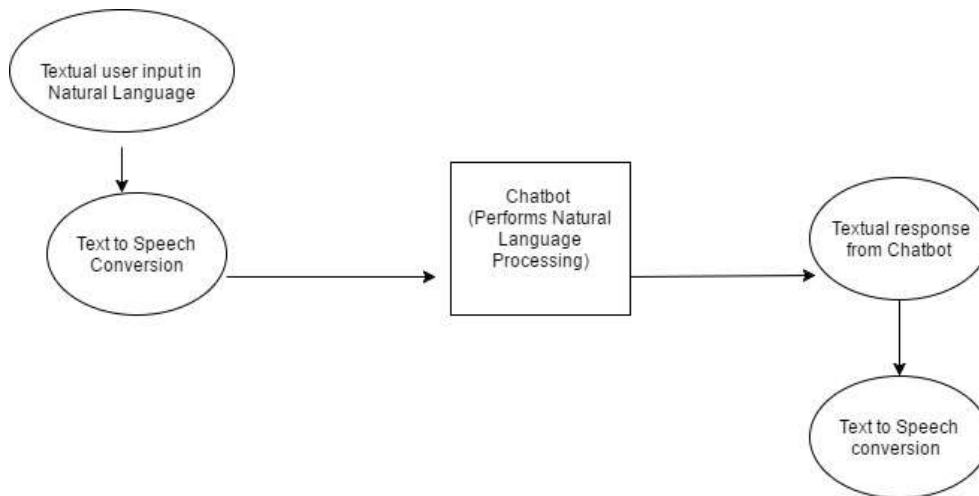 Textual user input in
Natural Language
Text to Speech
Conversion
Chatbot
(Performs Natural
Language
Processing)
Textual response
from Chatbot
Text to Speech
conversion